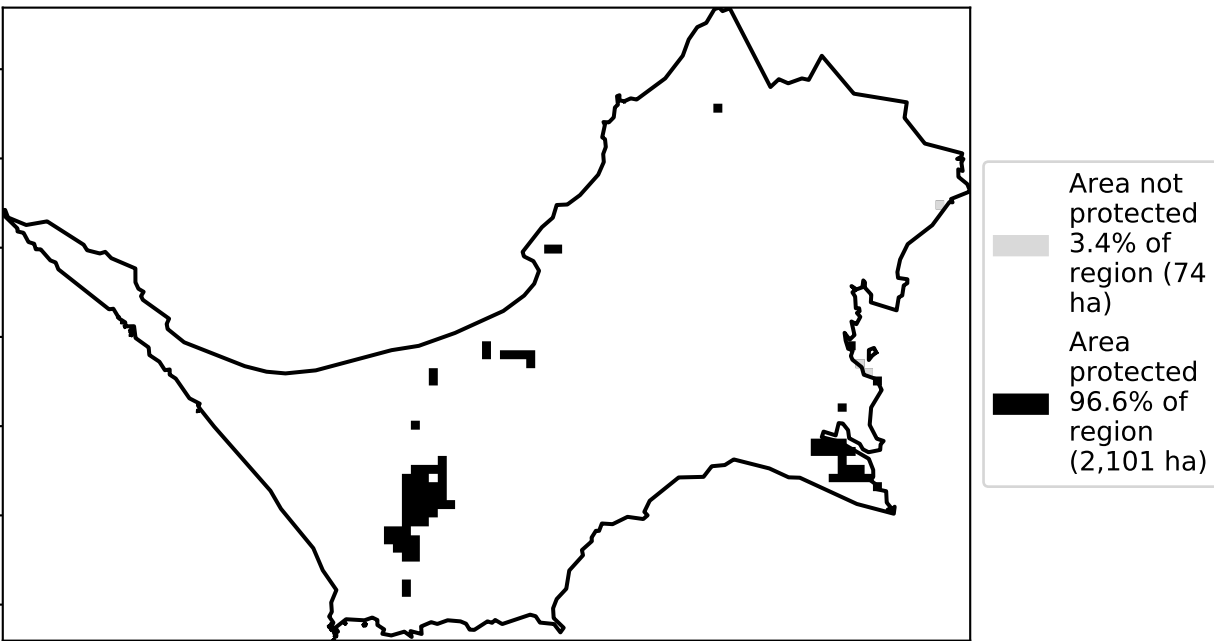 Area not
protected
3.4% of
region (74
ha)
Area
protected
96.6% of
region
(2,101 ha)